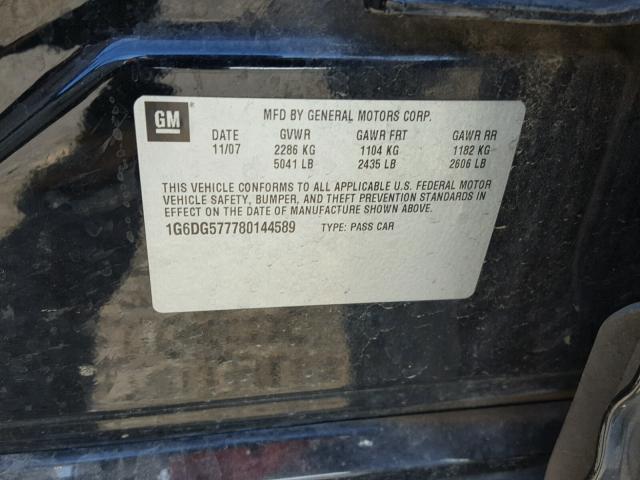 GM
MFD BY GENERAL MOTORS CORP.
DATE GVWR GAWR FRT GAWR RR
11/07 2286 KG 1104 KG 1182 KG
5041 LB 2435 LB 2606 LB
THIS VEHICLE CONFORMS TO ALL APPLICABLE U.S. FEDERAL MOTOR
VEHICLE SAFETY, BUMPER, AND THEFT PREVENTION STANDARDS IN
EFFECT ON THE DATE OF MANUFACTURE SHOWN ABOVE.
1G6DG577780144589 TYPE: PASS CAR